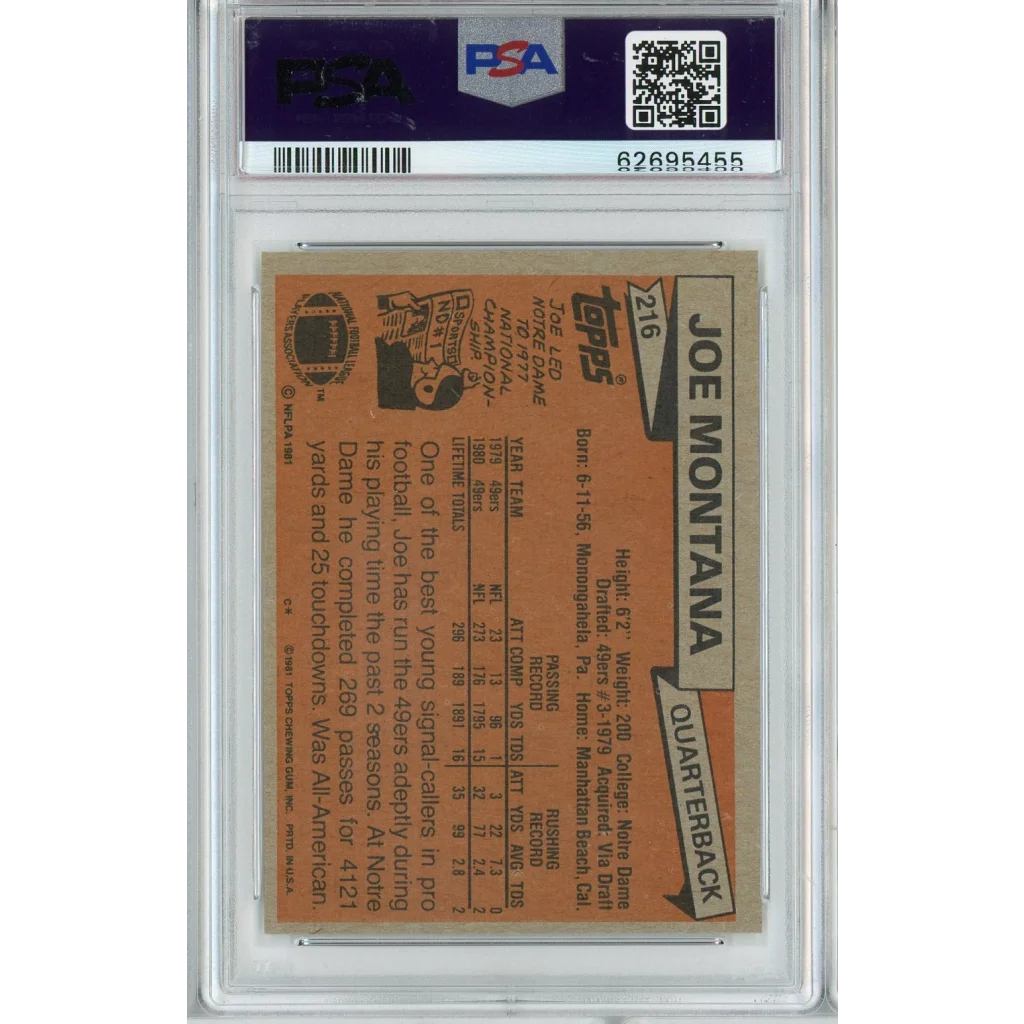 PSA
PSA
62695455
216
JOE MONTANA
QUARTERBACK
topps®
Height: 6'2" Weight: 200 College: Notre Dame
Drafted: 49ers #3-1979 Acquired: Via Draft
Born: 6-11-56, Monongahela, Pa. Home: Manhattan Beach, Cal.
JOE LED
NOTRE DAME
TO 1977
NATIONAL
CHAMPION-
SHIP.
SPORTS
ND#1
PASSING RUSHING
RECORD RECORD
YEAR TEAM ATT COMP YDS TDS ATT YDS AVG TDS
1979 49ers NFL 23 13 96 1 3 22 7.3 0
1980 49ers NFL 273 176 1795 15 32 77 2.4 2
LIFETIME TOTALS 296 189 1891 16 35 99 2.8 2
One of the best young signal-callers in pro
football, Joe has run the 49ers adeptly during
his playing time the past 2 seasons. At Notre
Dame he completed 269 passes for 4121
yards and 25 touchdowns. Was All-American.
NATIONAL FOOTBALL LEAGUE
PLAYERS ASSOCIATION
TM
© NFLPA 1981
C* ©1981 TOPPS CHEWING GUM, INC. PRTD. IN U.S.A.